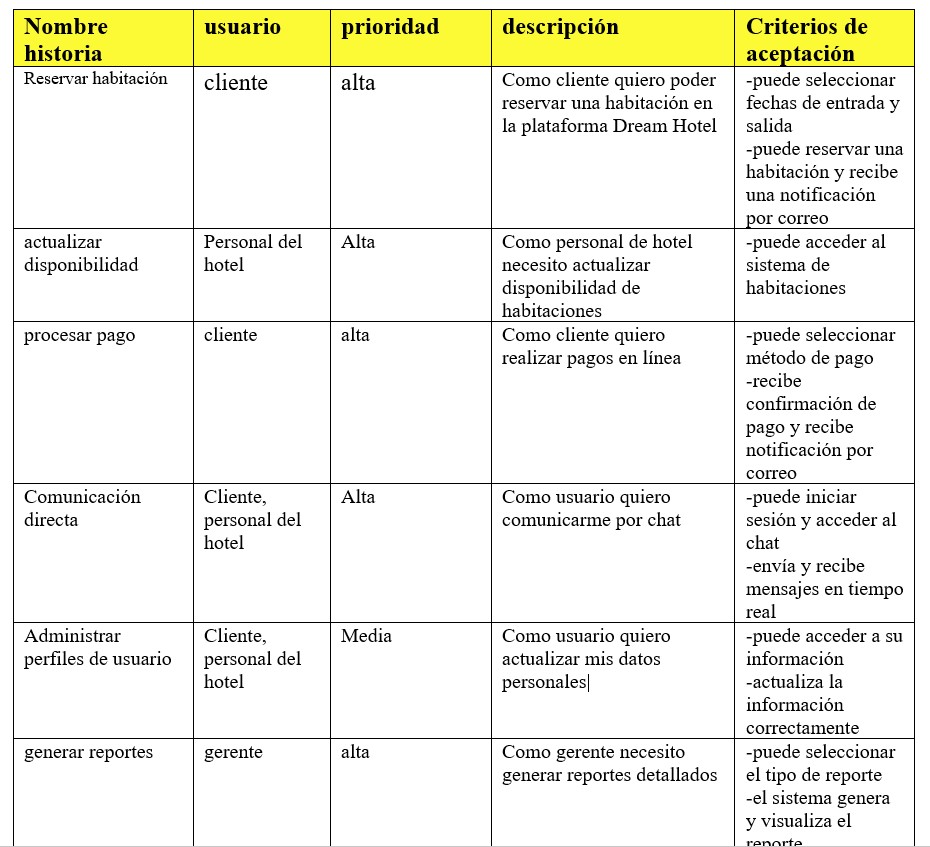 Nombre
historia
usuario
prioridad
descripción
Criterios de
aceptación
Reservar habitación
cliente
alta
Como cliente quiero poder
reservar una habitación en
la plataforma Dream Hotel
-puede seleccionar
fechas de entrada y
salida
-puede reservar una
habitación y recibe
una notificación
por correo
actualizar
disponibilidad
Personal del
hotel
Alta
Como personal de hotel
necesito actualizar
disponibilidad de
habitaciones
-puede acceder al
sistema de
habitaciones
procesar pago
cliente
alta
Como cliente quiero
realizar pagos en línea
-puede seleccionar
método de pago
-recibe
confirmación de
pago y recibe
notificación por
correo
Comunicación
directa
Cliente,
personal del
hotel
Alta
Como usuario quiero
comunicarme por chat
-puede iniciar
sesión y acceder al
chat
-envía y recibe
mensajes en tiempo
real
Administrar
perfiles de usuario
Cliente,
personal del
hotel
Media
Como usuario quiero
actualizar mis datos
personales
-puede acceder a su
información
-actualiza la
información
correctamente
generar reportes
gerente
alta
Como gerente necesito
generar reportes detallados
-puede seleccionar
el tipo de reporte
-el sistema genera
y visualiza el
reporte